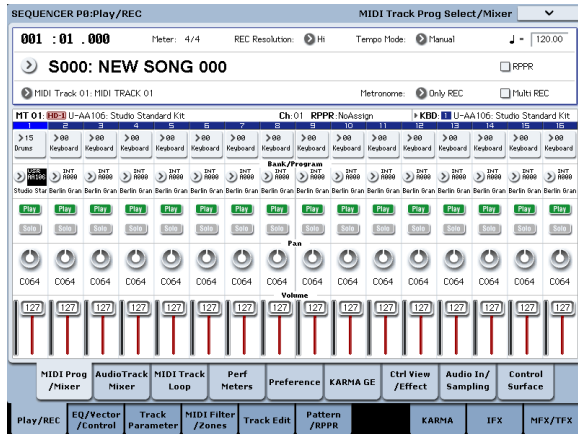 SEQUENCER P0:Play/REC MIDI Track Prog Select/Mixer
001 :01 .000 Meter: 4/4 REC Resolution: Hi Tempo Mode: Manual ♩= 120.00
S000: NEW SONG 000 RPPR
MIDI Track 01: MIDI TRACK 01 Metronome: Only REC Multi REC
MT 01: HD-1 U-AA106: Studio Standard Kit Ch:01 RPPR:NoAssign KBD: U-AA106: Studio Standard Kit
1 2 3 4 5 6 7 8 9 10 11 12 13 14 15 16
15 00 00 00 00 00 00 00 00 00 00 00 00 00 00 00
Drums Keyboard Keyboard Keyboard Keyboard Keyboard Keyboard Keyboard Keyboard Keyboard Keyboard Keyboard Keyboard Keyboard Keyboard Keyboard
Bank/Program
USER INT INT INT INT INT INT INT INT INT INT INT INT INT INT INT
AA106 A000 A000 A000 A000 A000 A000 A000 A000 A000 A000 A000 A000 A000 A000 A000
Studio Star Berlin Gran Berlin Gran Berlin Gran Berlin Gran Berlin Gran Berlin Gran Berlin Gran Berlin Gran Berlin Gran Berlin Gran Berlin Gran Berlin Gran Berlin Gran Berlin Gran Berlin Gran
Play Play Play Play Play Play Play Play Play Play Play Play Play Play Play Play
Solo Solo Solo Solo Solo Solo Solo Solo Solo Solo Solo Solo Solo Solo Solo Solo
Pan
C064 C064 C064 C064 C064 C064 C064 C064 C064 C064 C064 C064 C064 C064 C064 C064
Volume
127 127 127 127 127 127 127 127 127 127 127 127 127 127 127 127
MIDI Prog /Mixer AudioTrack Mixer MIDI Track Loop Perf Meters Preference KARMA GE Ctrl View /Effect Audio In/ Sampling Control Surface
Play/REC EQ/Vector /Control Track Parameter MIDI Filter /Zones Track Edit Pattern /RPPR KARMA IFX MFX/TFX